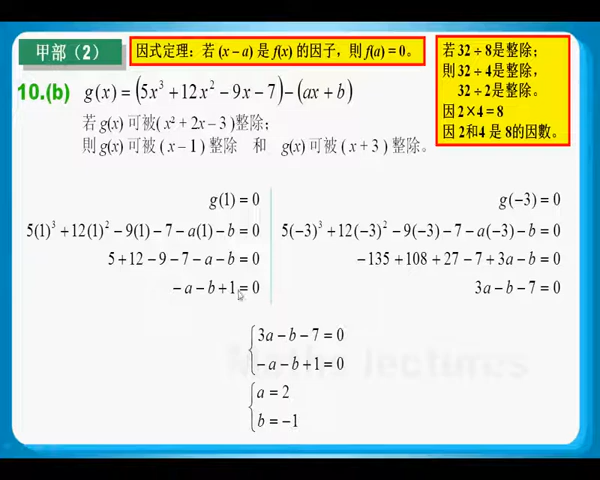 甲部（2）
因式定理：若 (x－a) 是 f(x) 的因子，則 f(a) = 0。
若 32 ÷ 8是整除；
則 32 ÷ 4是整除，
32 ÷ 2是整除。
因 2×4 = 8
因 2和4 是 8的因數。
10.(b) g(x) = (5x³ +12x² −9x −7)−(ax + b)
若 g(x) 可被( x² + 2x − 3 )整除；
則 g(x) 可被 ( x − 1 ) 整除 和 g(x) 可被 ( x + 3 ) 整除。
g(1) = 0
5(1)³ +12(1)² −9(1)−7−a(1)−b = 0
5+12−9−7−a−b = 0
−a−b+1= 0
g(−3) = 0
5(−3)³ +12(−3)² −9(−3)−7−a(−3)−b = 0
−135+108+27−7+3a−b = 0
3a−b−7 = 0
3a−b−7 = 0
−a−b+1 = 0
Maths lectures
a = 2
b = −1